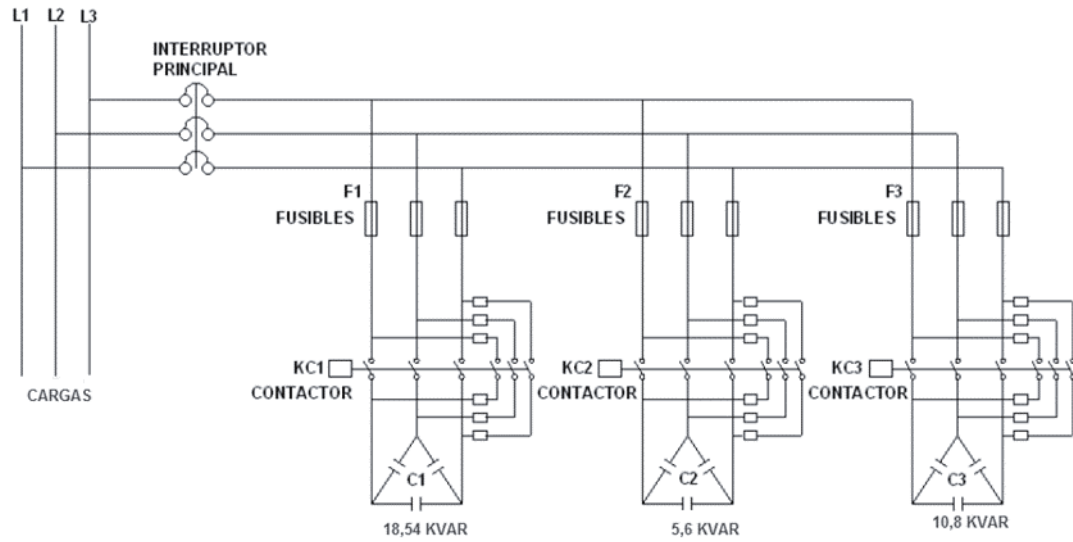 L1 L2 L3
INTERRUPTOR
PRINCIPAL
F1
FUSIBLES
F2
FUSIBLES
F3
FUSIBLES
KC1
CONTACTOR
KC2
CONTACTOR
KC3
CONTACTOR
CARGAS
C1
C2
C3
18,54 KVAR
5,6 KVAR
10,8 KVAR